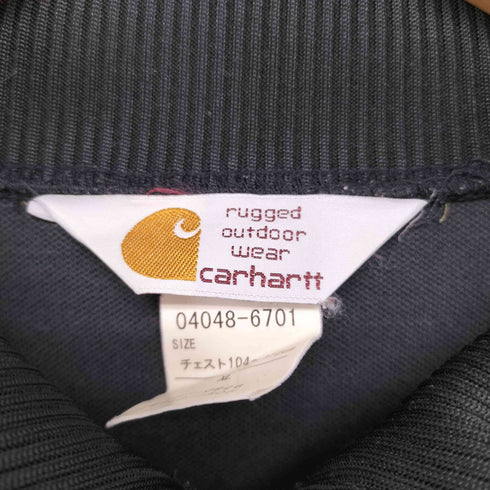 rugged
outdoor
wear
carhartt
04048-6701
SIZE
チェスト104